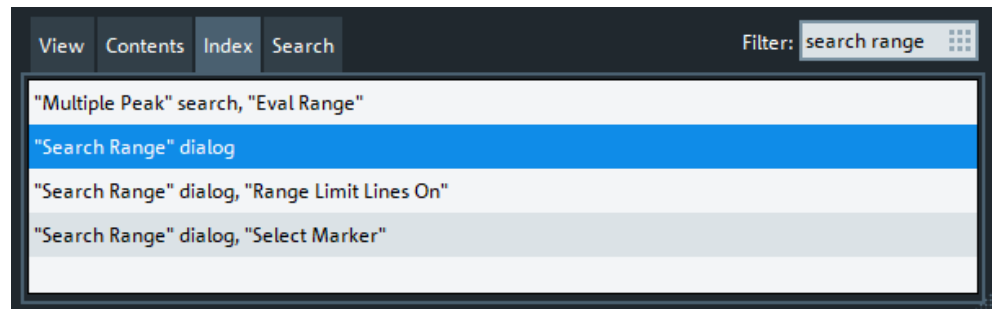 View Contents Index Search Filter: search range
"Multiple Peak" search, "Eval Range"
"Search Range" dialog
"Search Range" dialog, "Range Limit Lines On"
"Search Range" dialog, "Select Marker"